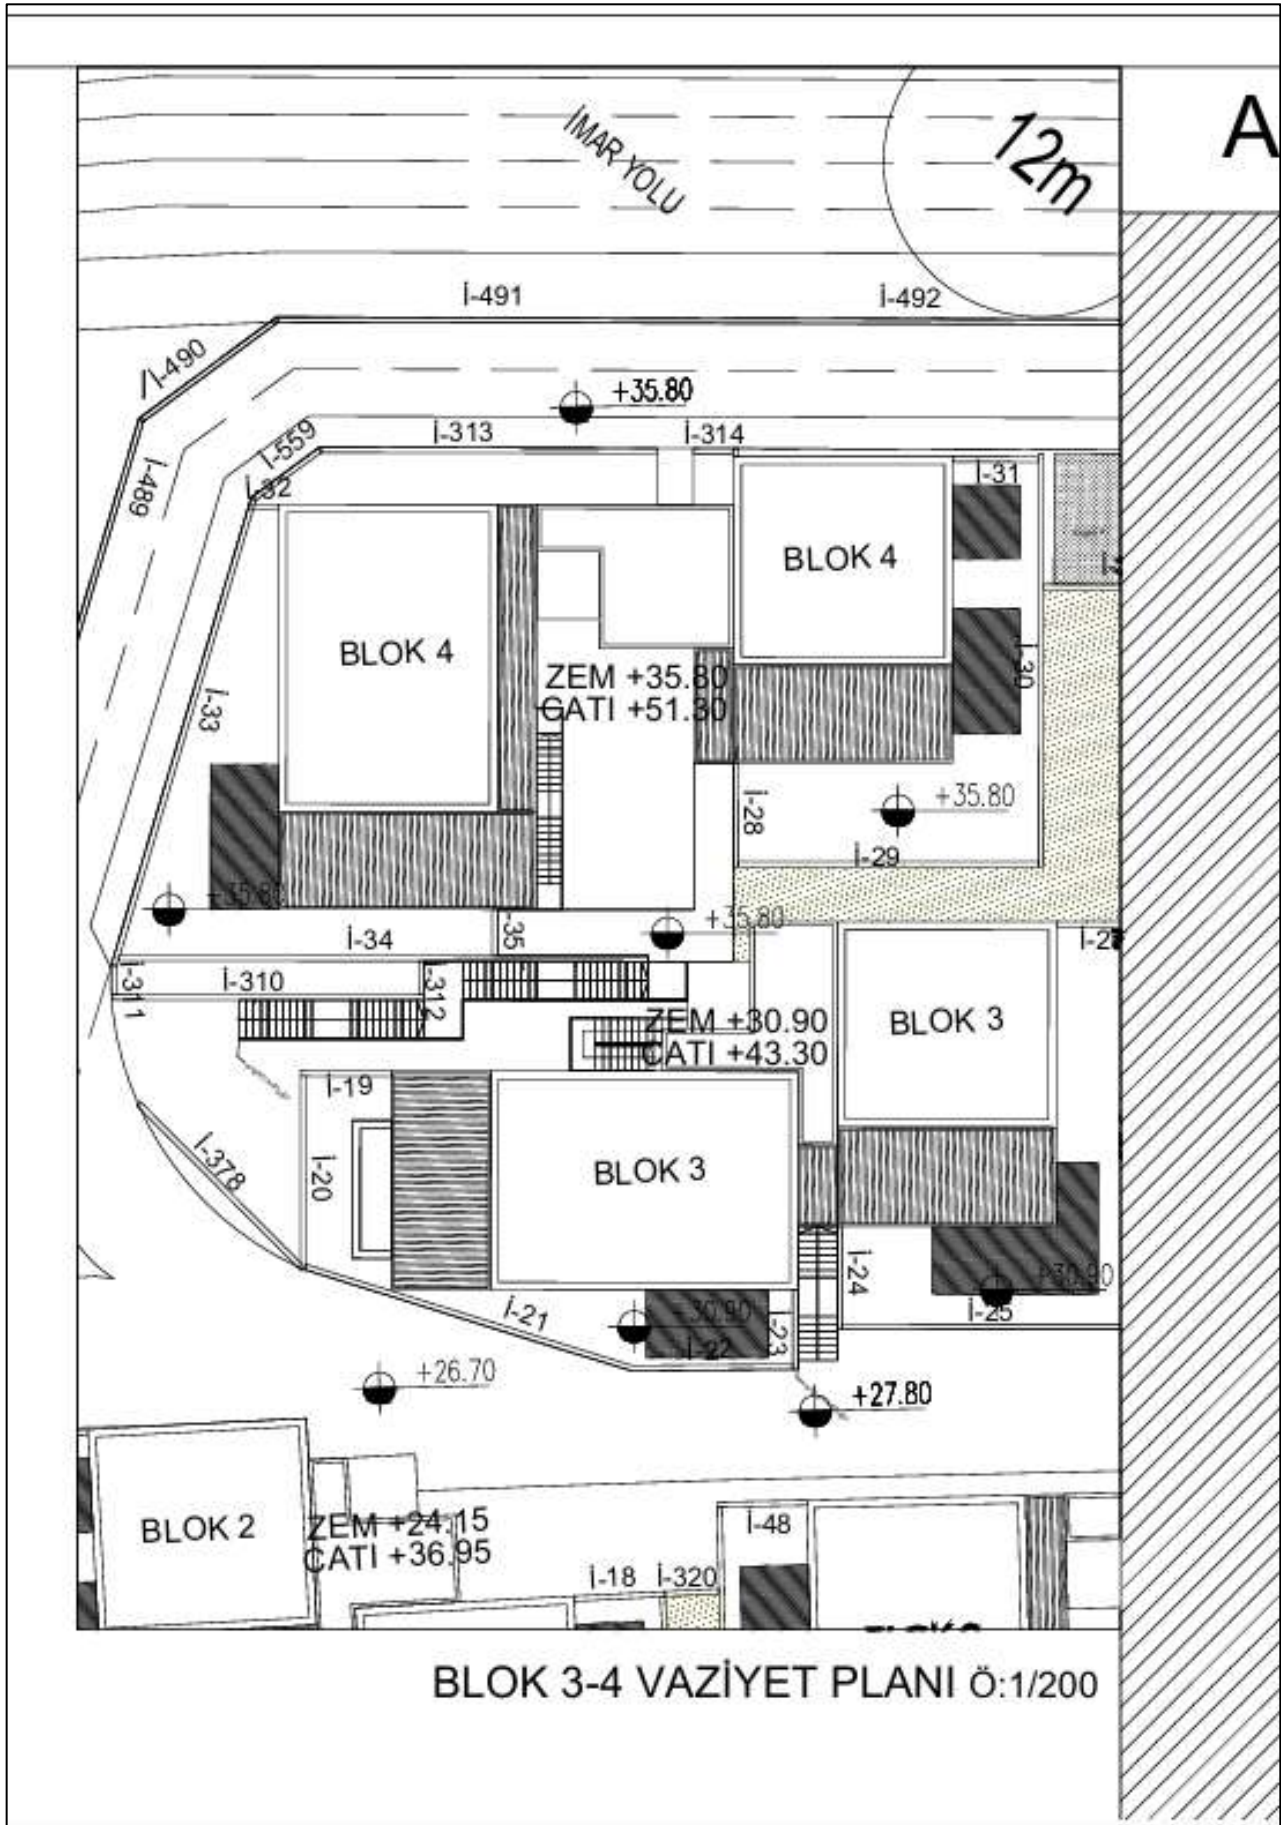 A
İMAR YOLU
12m
İ-491
İ-492
İ-490
İ-489
+35.80
İ-559
İ-313
İ-314
İ-32
İ-31
BLOK 4
BLOK 4
İ-33
ZEM +35.80
ÇATI +51.30
İ-30
İ-28
+35.80
İ-29
+35.80
İ-34
İ-35
+35.80
İ-311
İ-310
İ-312
ZEM +30.90
ÇATI +43.30
BLOK 3
İ-19
İ-20
İ-378
BLOK 3
İ-24
+30.90
İ-25
İ-21
+30.90
İ-22
İ-23
+26.70
+27.80
BLOK 2
ZEM +24.15
ÇATI +36.95
İ-48
İ-18
İ-320
BLOK 3-4 VAZİYET PLANI Ö:1/200